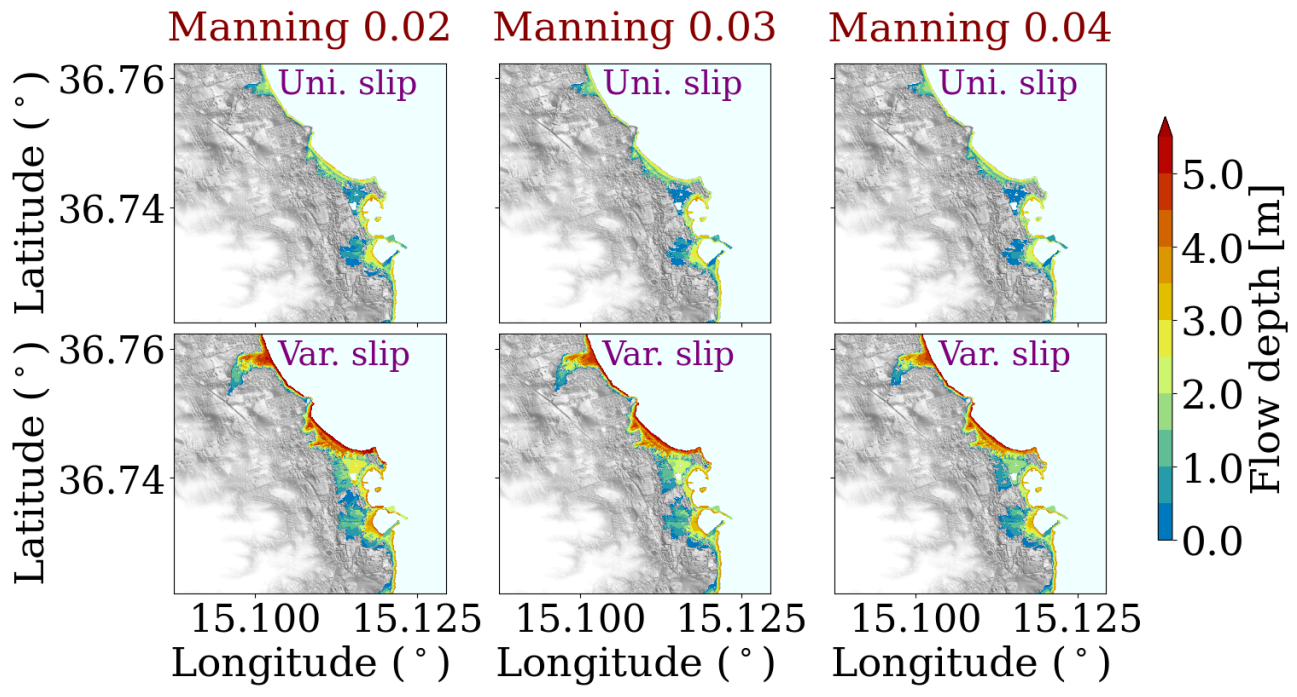 Manning 0.02 Manning 0.03 Manning 0.04
Uni. slip Uni. slip Uni. slip
36.76
36.74
Latitude (°)
Var. slip Var. slip Var. slip
36.76
36.74
Latitude (°)
15.100 15.125 15.100 15.125 15.100 15.125
Longitude (°) Longitude (°) Longitude (°)
5.0
4.0
3.0
2.0
1.0
0.0
Flow depth [m]